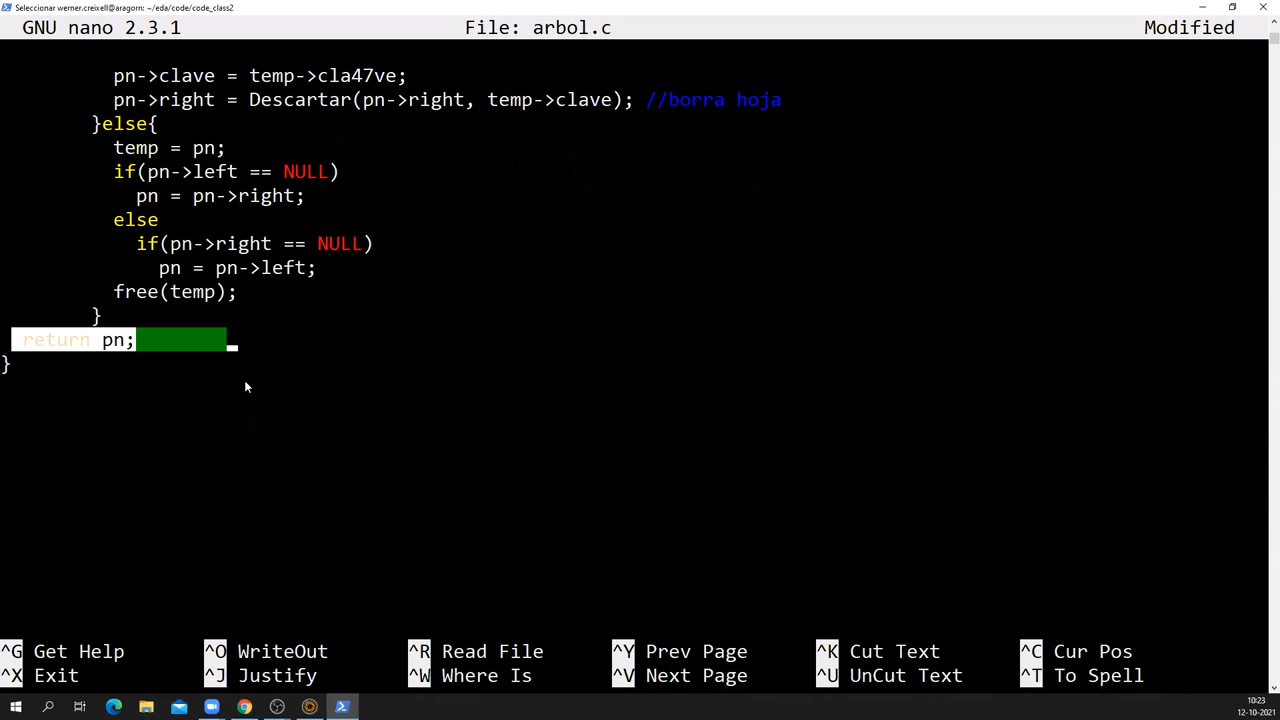 Seleccionar werner.creixell@aragorn: ~/eda/code/code_class2
GNU nano 2.3.1 File: arbol.c Modified
pn->clave = temp->cla47ve;
pn->right = Descartar(pn->right, temp->clave); //borra hoja
}else{
temp = pn;
if(pn->left == NULL)
pn = pn->right;
else
if(pn->right == NULL)
pn = pn->left;
free(temp);
}
return pn;
}
^G Get Help ^O WriteOut ^R Read File ^Y Prev Page ^K Cut Text ^C Cur Pos
^X Exit ^J Justify ^W Where Is ^V Next Page ^U UnCut Text ^T To Spell
10:23
12-10-2021